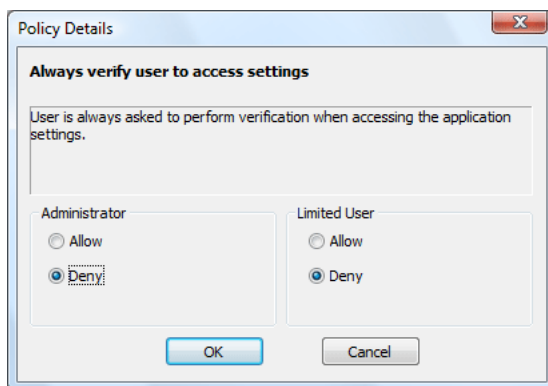 Policy Details
Always verify user to access settings
User is always asked to perform verification when accessing the application
settings.
Administrator
Limited User
Allow
Allow
Deny
Deny
OK
Cancel